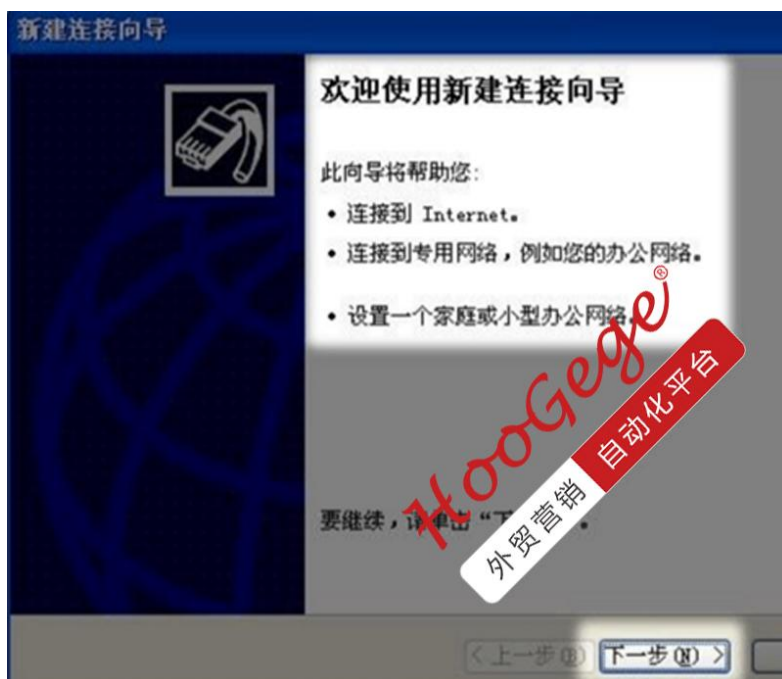 新建连接向导
欢迎使用新建连接向导
此向导将帮助您:
• 连接到 Internet。
• 连接到专用网络，例如您的办公网络。
• 设置一个家庭或小型办公网络。
HooGege®
外贸营销 自动化平台
要继续，请单击“下
<上一步(B) 下一步(N) >